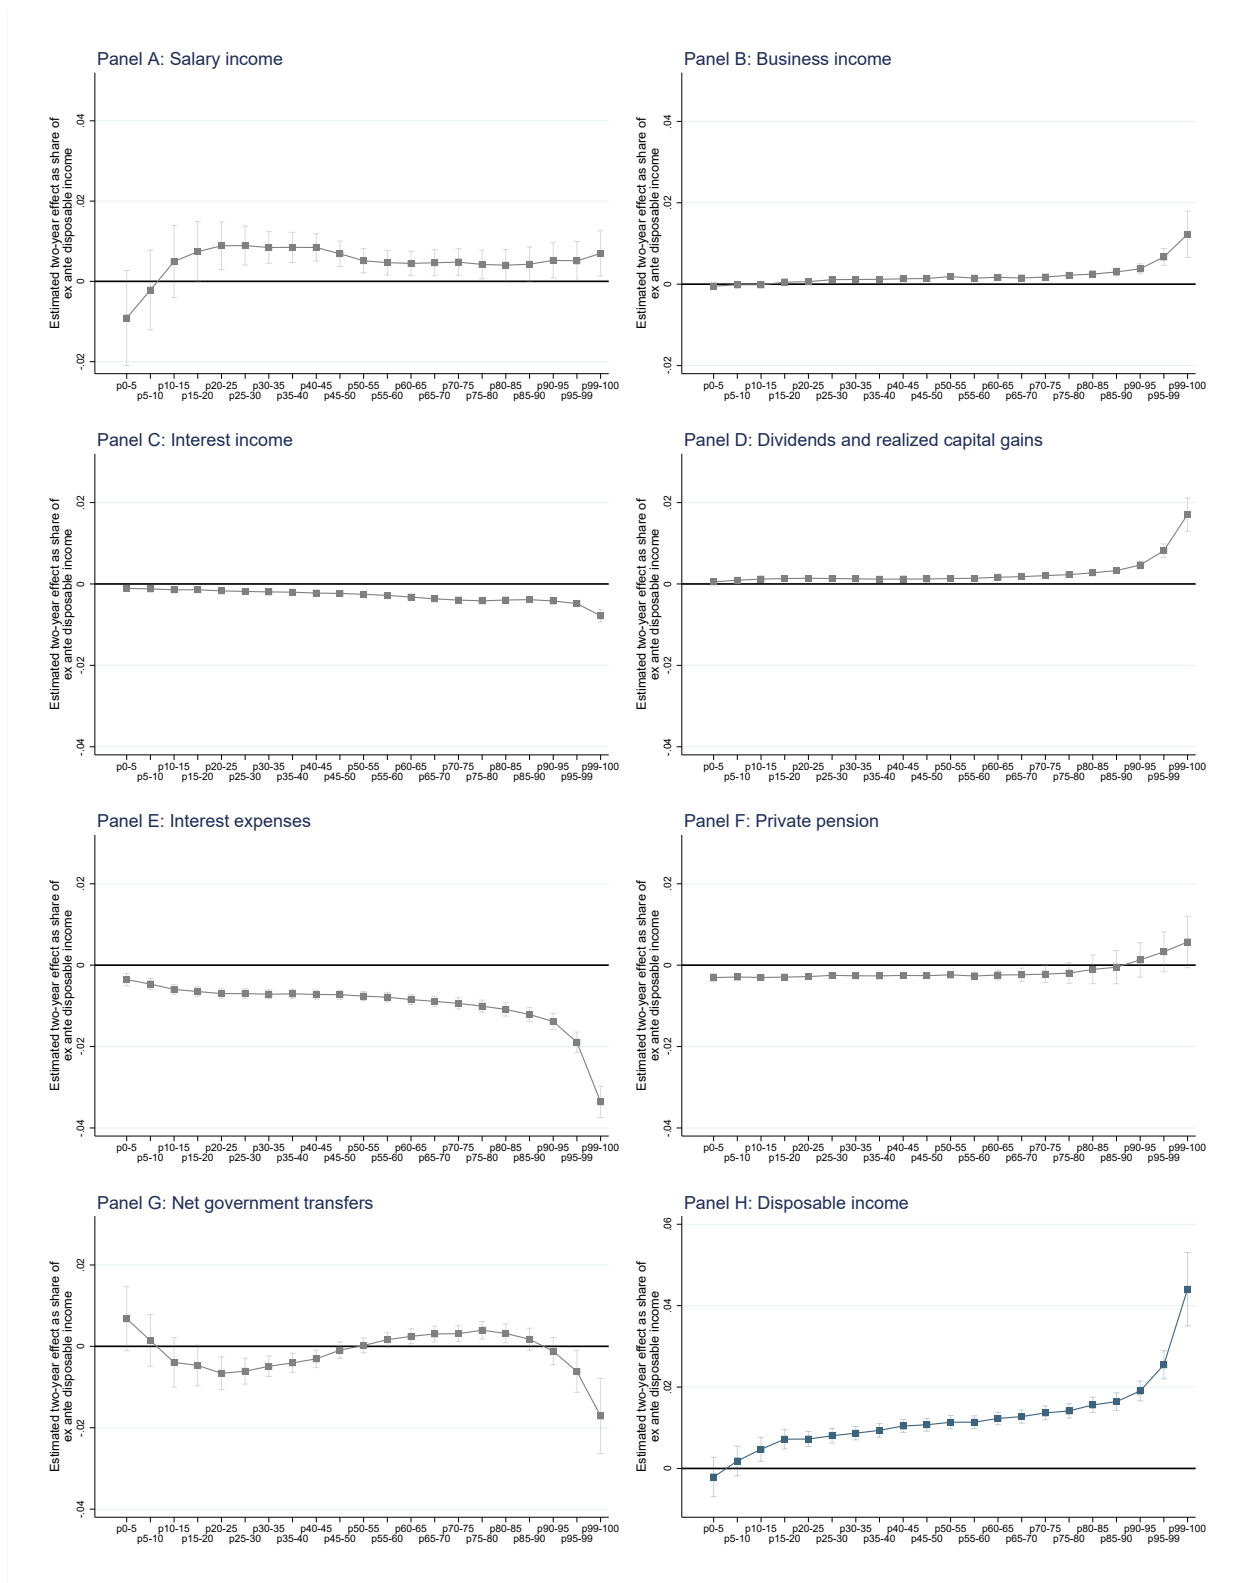 Panel A: Salary income
Estimated two-year effect as share of
ex ante disposable income
.04
.02
0
-.02
p0-5 p10-15 p20-25 p30-35 p40-45 p50-55 p60-65 p70-75 p80-85 p90-95 p99-100
p5-10 p15-20 p25-30 p35-40 p45-50 p55-60 p65-70 p75-80 p85-90 p95-99
Panel B: Business income
Estimated two-year effect as share of
ex ante disposable income
.04
.02
0
-.02
p0-5 p10-15 p20-25 p30-35 p40-45 p50-55 p60-65 p70-75 p80-85 p90-95 p99-100
p5-10 p15-20 p25-30 p35-40 p45-50 p55-60 p65-70 p75-80 p85-90 p95-99
Panel C: Interest income
Estimated two-year effect as share of
ex ante disposable income
.02
0
-.02
-.04
p0-5 p10-15 p20-25 p30-35 p40-45 p50-55 p60-65 p70-75 p80-85 p90-95 p99-100
p5-10 p15-20 p25-30 p35-40 p45-50 p55-60 p65-70 p75-80 p85-90 p95-99
Panel D: Dividends and realized capital gains
Estimated two-year effect as share of
ex ante disposable income
.02
0
-.02
-.04
p0-5 p10-15 p20-25 p30-35 p40-45 p50-55 p60-65 p70-75 p80-85 p90-95 p99-100
p5-10 p15-20 p25-30 p35-40 p45-50 p55-60 p65-70 p75-80 p85-90 p95-99
Panel E: Interest expenses
Estimated two-year effect as share of
ex ante disposable income
.02
0
-.02
-.04
p0-5 p10-15 p20-25 p30-35 p40-45 p50-55 p60-65 p70-75 p80-85 p90-95 p99-100
p5-10 p15-20 p25-30 p35-40 p45-50 p55-60 p65-70 p75-80 p85-90 p95-99
Panel F: Private pension
Estimated two-year effect as share of
ex ante disposable income
.02
0
-.02
-.04
p0-5 p10-15 p20-25 p30-35 p40-45 p50-55 p60-65 p70-75 p80-85 p90-95 p99-100
p5-10 p15-20 p25-30 p35-40 p45-50 p55-60 p65-70 p75-80 p85-90 p95-99
Panel G: Net government transfers
Estimated two-year effect as share of
ex ante disposable income
.02
0
-.02
-.04
p0-5 p10-15 p20-25 p30-35 p40-45 p50-55 p60-65 p70-75 p80-85 p90-95 p99-100
p5-10 p15-20 p25-30 p35-40 p45-50 p55-60 p65-70 p75-80 p85-90 p95-99
Panel H: Disposable income
Estimated two-year effect as share of
ex ante disposable income
.06
.04
.02
0
p0-5 p10-15 p20-25 p30-35 p40-45 p50-55 p60-65 p70-75 p80-85 p90-95 p99-100
p5-10 p15-20 p25-30 p35-40 p45-50 p55-60 p65-70 p75-80 p85-90 p95-99